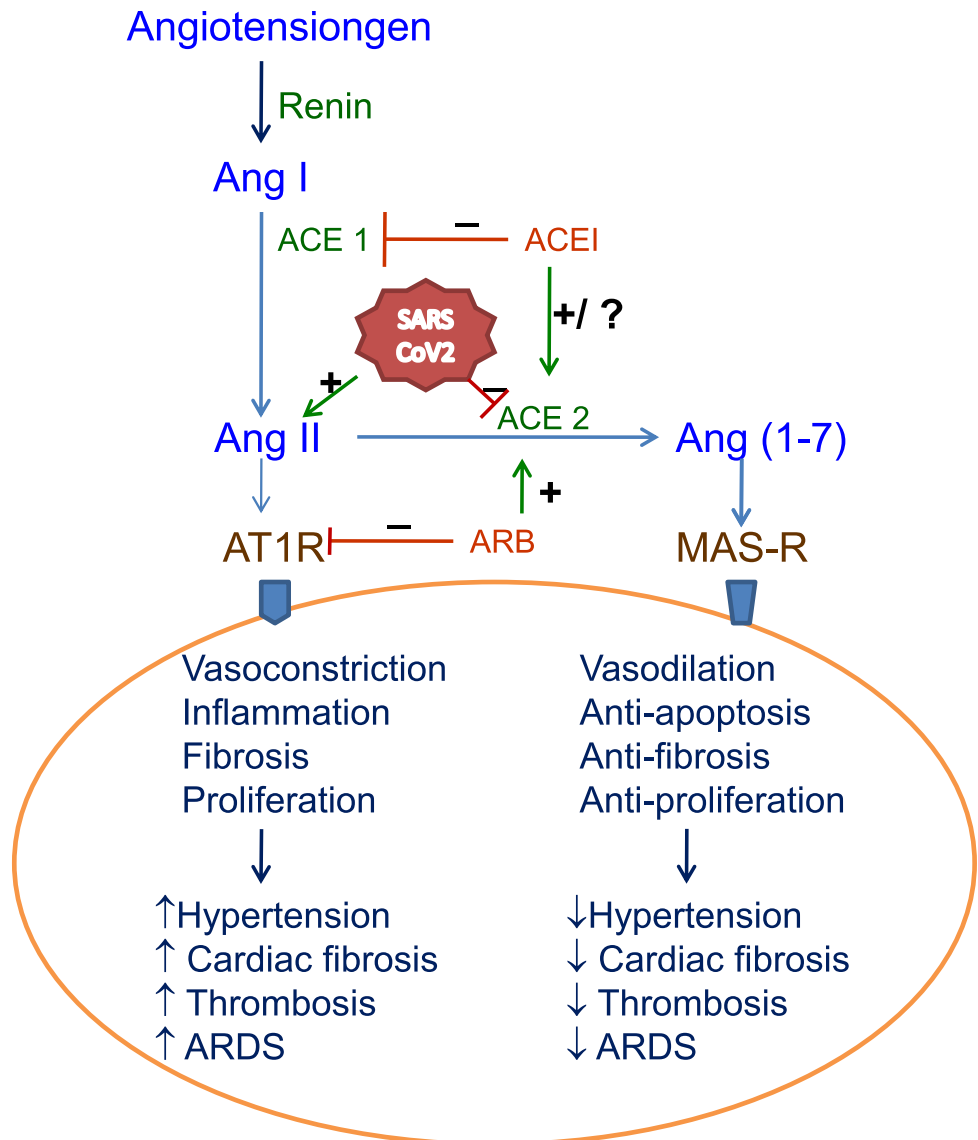 Angiotensiongen
Renin
Ang I
ACE 1
–
ACEI
+/ ?
SARS
CoV2
+
–
ACE 2
Ang II
Ang (1-7)
+
AT1R
–
ARB
MAS-R
Vasoconstriction
Inflammation
Fibrosis
Proliferation
↑Hypertension
↑ Cardiac fibrosis
↑ Thrombosis
↑ ARDS
Vasodilation
Anti-apoptosis
Anti-fibrosis
Anti-proliferation
↓Hypertension
↓ Cardiac fibrosis
↓ Thrombosis
↓ ARDS